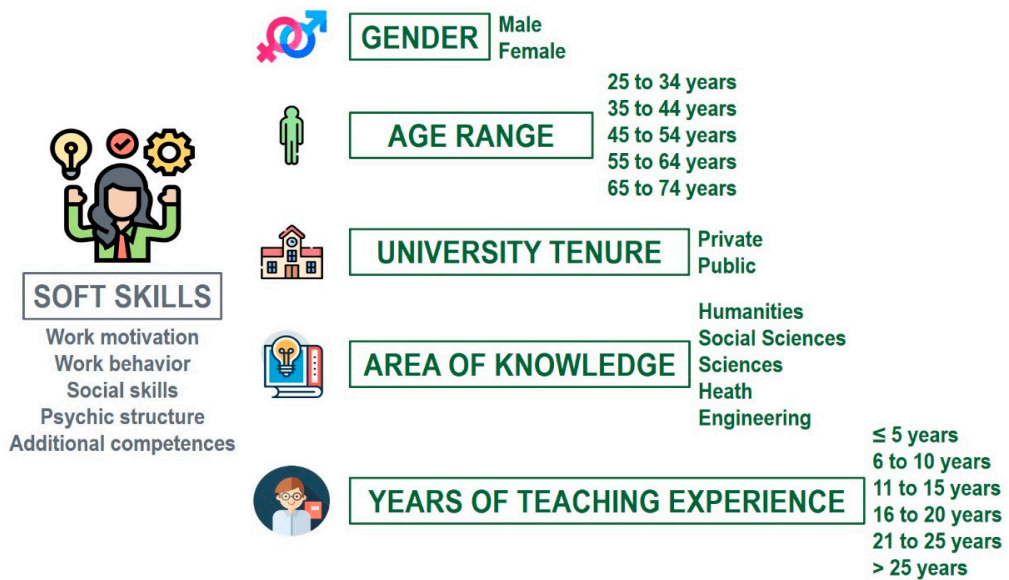 SOFT SKILLS
Work motivation
Work behavior
Social skills
Psychic structure
Additional competences
GENDER
Male
Female
AGE RANGE
25 to 34 years
35 to 44 years
45 to 54 years
55 to 64 years
65 to 74 years
UNIVERSITY TENURE
Private
Public
AREA OF KNOWLEDGE
Humanities
Social Sciences
Sciences
Heath
Engineering
YEARS OF TEACHING EXPERIENCE
≤ 5 years
6 to 10 years
11 to 15 years
16 to 20 years
21 to 25 years
> 25 years